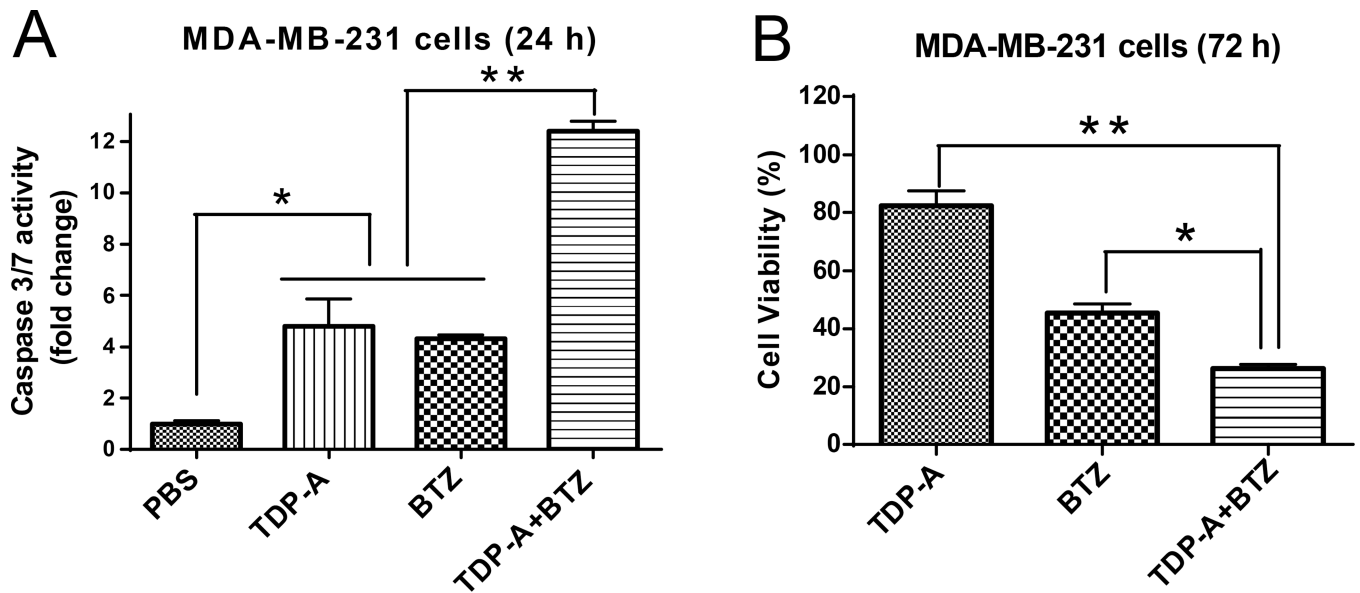 A
MDA-MB-231 cells (24 h)
Caspase 3/7 activity
(fold change)
12
10
8
6
4
2
0
*
**
PBS
TDP-A
BTZ
TDP-A+BTZ
B
MDA-MB-231 cells (72 h)
Cell Viability (%)
120
100
80
60
40
20
0
**
*
TDP-A
BTZ
TDP-A+BTZ